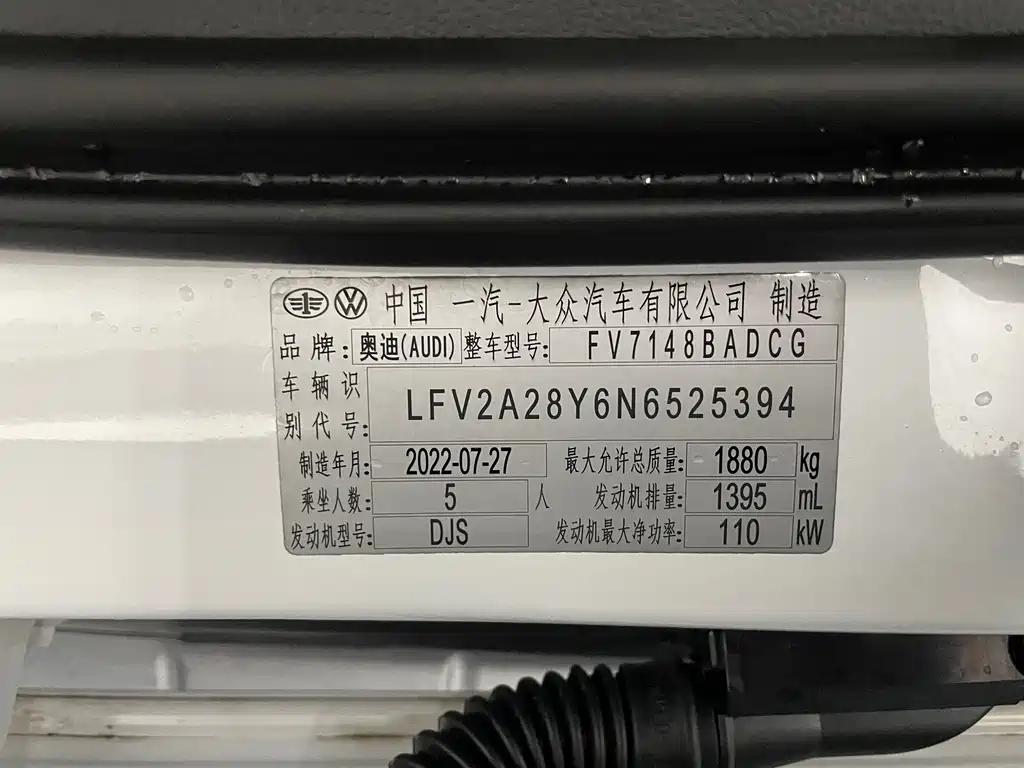 中国 一汽-大众汽车有限公司 制造
品牌: 奥迪(AUDI) 整车型号: FV7148BADCG
车辆识
别代号: LFV2A28Y6N6525394
制造年月: 2022-07-27 最大允许总质量: 1880 kg
乘坐人数: 5 人 发动机排量: 1395 mL
发动机型号: DJS 发动机最大净功率: 110 kW